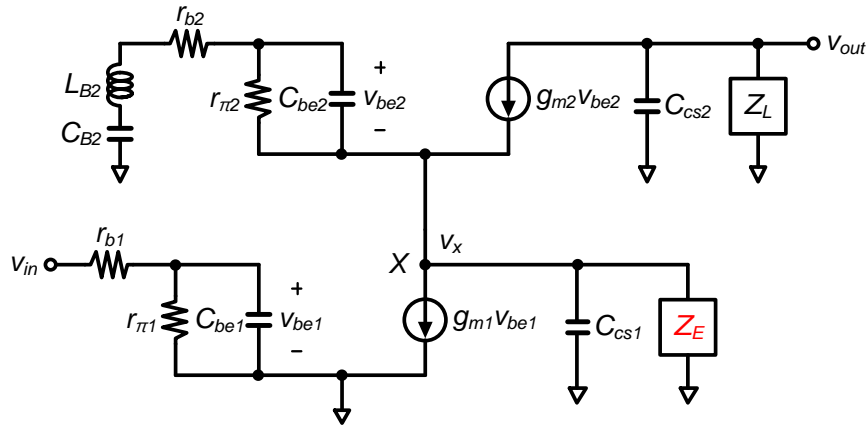 r_b2
v_out
L_B2
r_π2
C_be2
+
v_be2
−
g_m2v_be2
C_cs2
Z_L
C_B2
r_b1
v_x
v_in
X
r_π1
C_be1
+
v_be1
−
g_m1v_be1
C_cs1
Z_E